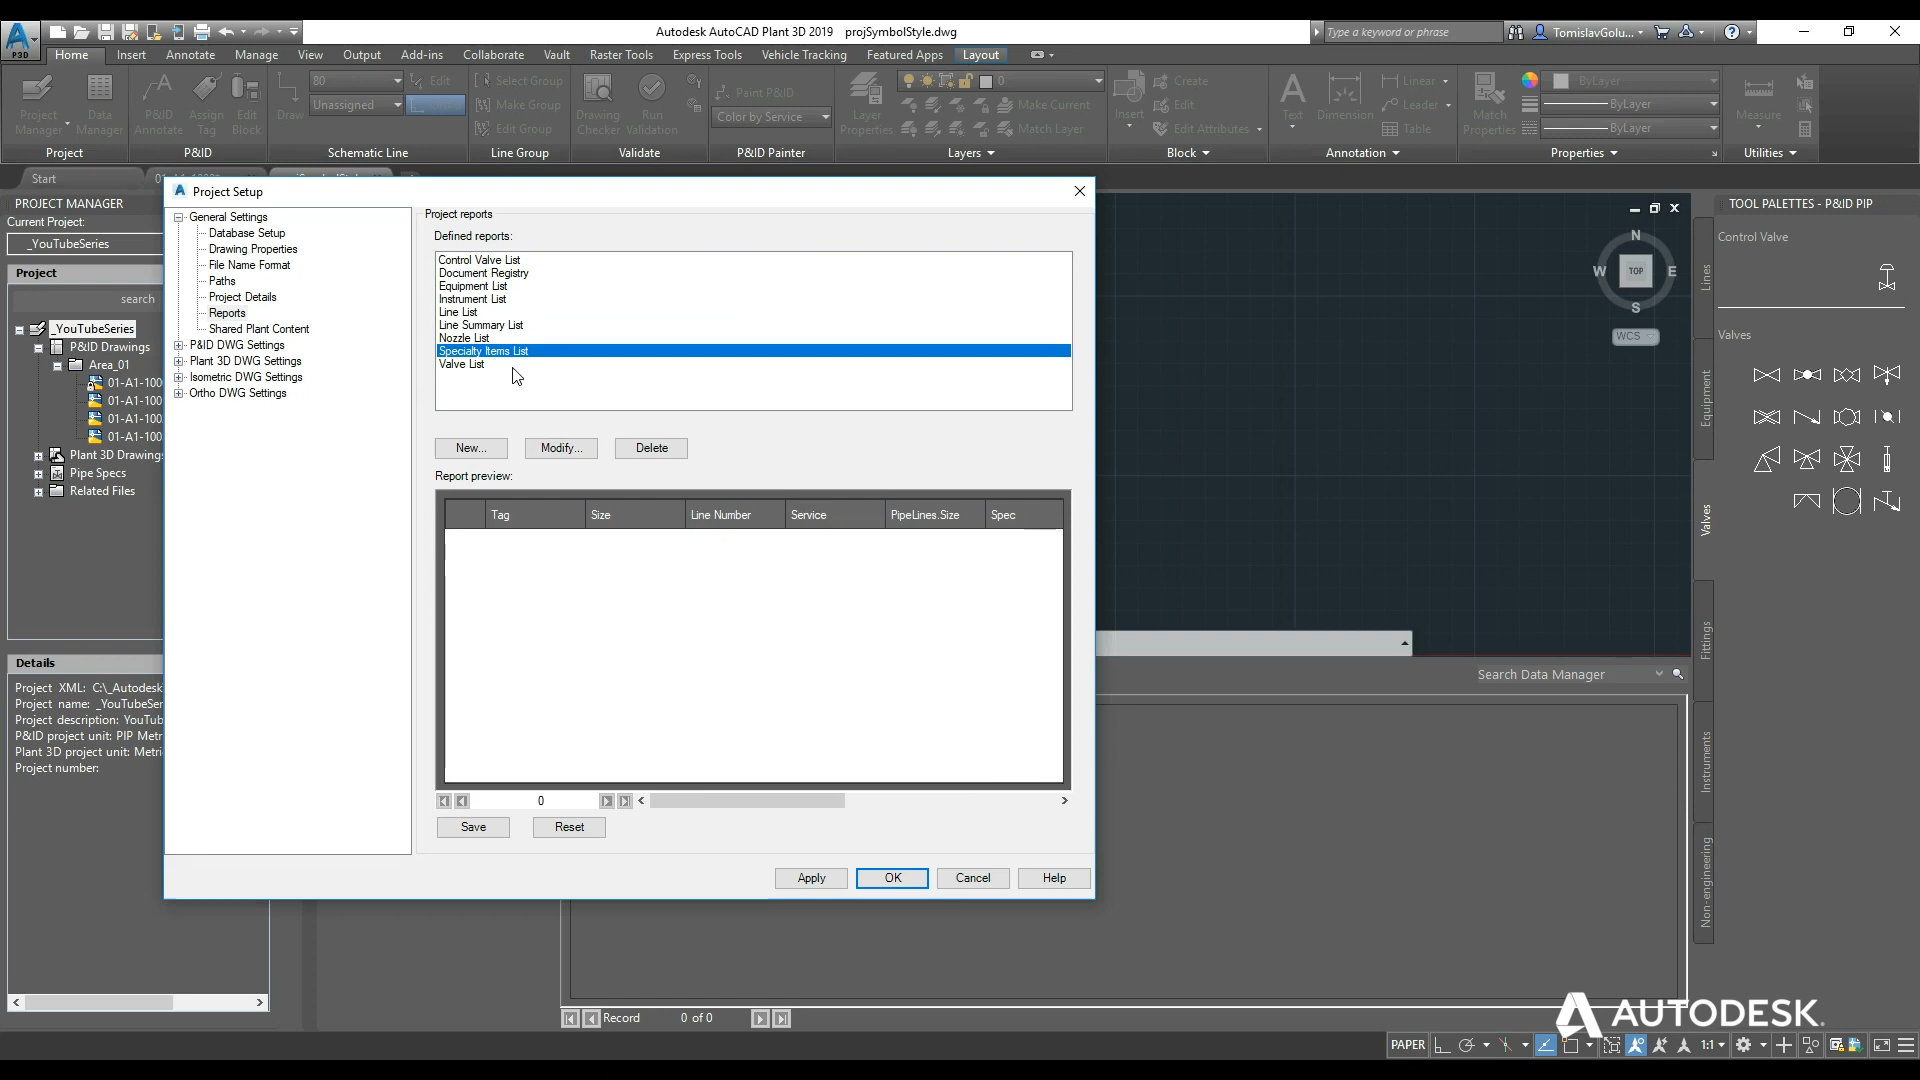 Autodesk AutoCAD Plant 3D 2019 projSymbolStyle.dwg
Type a keyword or phrase
TomislavGolu...
P3D
Home Insert Annotate Manage View Output Add-ins Collaborate Vault Raster Tools Express Tools Vehicle Tracking Featured Apps Layout
Project Manager
Data Manager
P&ID Annotate
Assign Tag
Edit Block
Draw
80
Unassigned
Edit
Select Group
Make Group
Edit Group
Drawing Checker
Run Validation
Paint P&ID
Color by Service
Layer Properties
0
Make Current
Match Layer
Insert
Create
Edit
Edit Attributes
Text
Dimension
Linear
Leader
Table
Match Properties
ByLayer
ByLayer
ByLayer
Measure
Project P&ID Schematic Line Line Group Validate P&ID Painter Layers Block Annotation Properties Utilities
Start
PROJECT MANAGER
Current Project:
_YouTubeSeries
Project
search
_YouTubeSeries
P&ID Drawings
Area_01
01-A1-100
01-A1-100
01-A1-100
01-A1-100
Plant 3D Drawings
Pipe Specs
Related Files
Details
Project XML: C:\_Autodesk
Project name: _YouTubeSer
Project description: YouTub
P&ID project unit: PIP Metr
Plant 3D project unit: Metri
Project number:
Project Setup
General Settings
Database Setup
Drawing Properties
File Name Format
Paths
Project Details
Reports
Shared Plant Content
P&ID DWG Settings
Plant 3D DWG Settings
Isometric DWG Settings
Ortho DWG Settings
Project reports
Defined reports:
Control Valve List
Document Registry
Equipment List
Instrument List
Line List
Line Summary List
Nozzle List
Specialty Items List
Valve List
New... Modify... Delete
Report preview:
Tag Size Line Number Service PipeLines.Size Spec
0
Save Reset
Apply OK Cancel Help
N
W TOP E
S
WCS
Search Data Manager
Record 0 of 0
TOOL PALETTES - P&ID PIP
Control Valve
Valves
Lines
Equipment
Valves
Fittings
Instruments
Non-engineering
AUTODESK.
PAPER
1:1